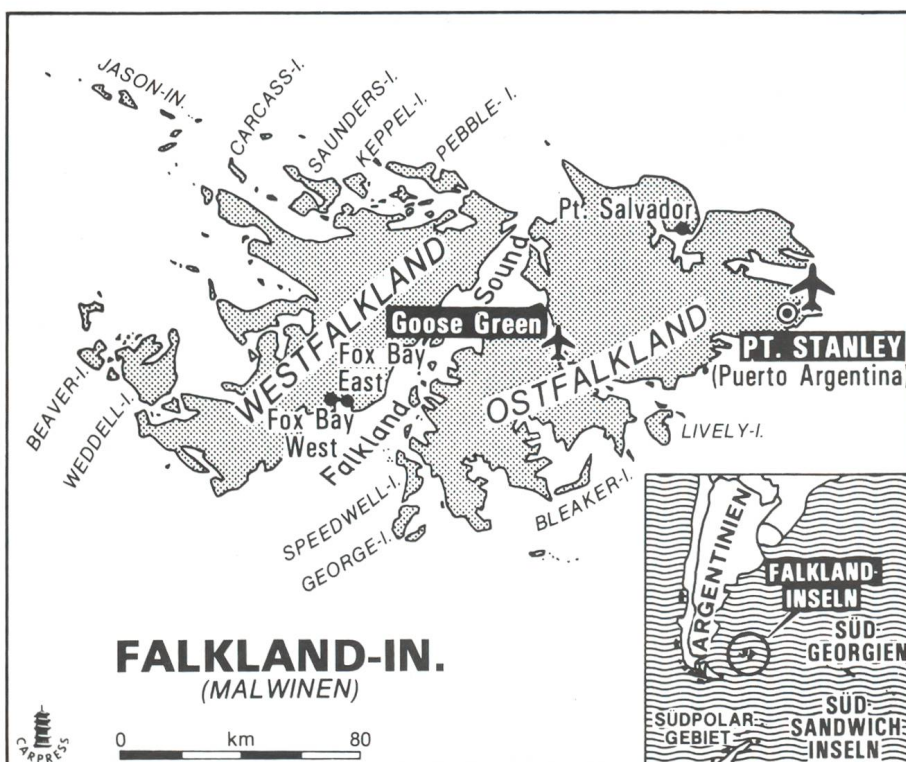 JASON-IN.
CARCASS-I.
SAUNDERS-I.
KEPPEL-I.
PEBBLE-I.
Pt. Salvador
WESTFALKLAND
Falkland Sound
Goose Green
OSTFALKLAND
PT. STANLEY
(Puerto Argentina)
Fox Bay
East
Fox Bay
West
BEAVER-I.
WEDDELL-I.
LIVELY-I.
SPEEDWELL-I.
GEORGE-I.
BLEAKER-I.
ARGENTINIEN
FALKLAND-
INSELN
SÜD
GEORGIEN
SÜD-
SANDWICH
INSELN
SÜDPOLAR-
GEBIET
FALKLAND-IN.
(MALWINEN)
0 km 80
CARPRESS